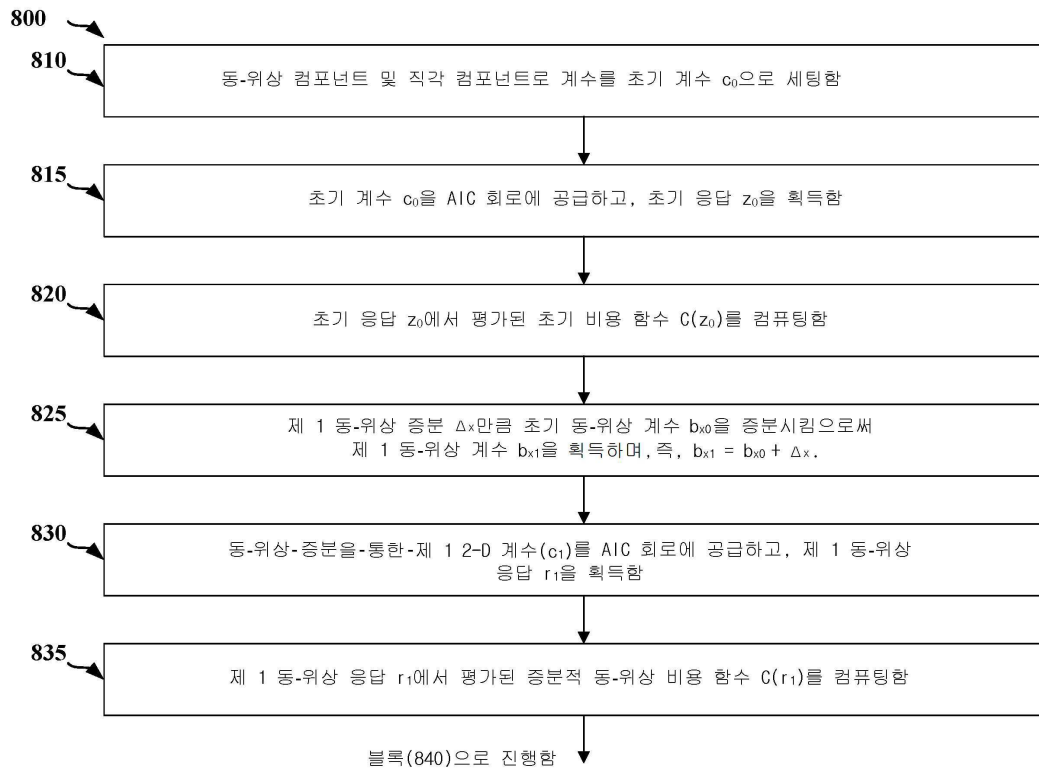 800
810
동-위상 컴포넌트 및 직각 컴포넌트로 계수를 초기 계수 c₀으로 세팅함
815
초기 계수 c₀을 AIC 회로에 공급하고, 초기 응답 z₀을 획득함
820
초기 응답 z₀에서 평가된 초기 비용 함수 C(z₀)를 컴퓨팅함
825
제 1 동-위상 증분 Δx만큼 초기 동-위상 계수 bx0을 증분시킴으로써
제 1 동-위상 계수 bx1을 획득하며,즉, bx1 = bx0 + Δx.
830
동-위상-증분을-통한-제 1 2-D 계수(c₁)를 AIC 회로에 공급하고, 제 1 동-위상
응답 r₁을 획득함
835
제 1 동-위상 응답 r₁에서 평가된 증분적 동-위상 비용 함수 C(r₁)를 컴퓨팅함
블록(840)으로 진행함